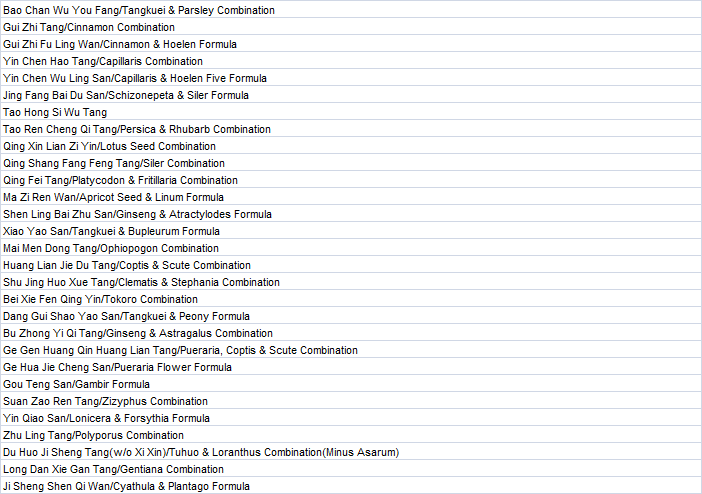 Bao Chan Wu You Fang/Tangkuei & Parsley Combination
Gui Zhi Tang/Cinnamon Combination
Gui Zhi Fu Ling Wan/Cinnamon & Hoelen Formula
Yin Chen Hao Tang/Capillaris Combination
Yin Chen Wu Ling San/Capillaris & Hoelen Five Formula
Jing Fang Bai Du San/Schizonepeta & Siler Formula
Tao Hong Si Wu Tang
Tao Ren Cheng Qi Tang/Persica & Rhubarb Combination
Qing Xin Lian Zi Yin/Lotus Seed Combination
Qing Shang Fang Feng Tang/Siler Combination
Qing Fei Tang/Platycodon & Fritillaria Combination
Ma Zi Ren Wan/Apricot Seed & Linum Formula
Shen Ling Bai Zhu San/Ginseng & Atractylodes Formula
Xiao Yao San/Tangkuei & Bupleurum Formula
Mai Men Dong Tang/Ophiopogon Combination
Huang Lian Jie Du Tang/Coptis & Scute Combination
Shu Jing Huo Xue Tang/Clematis & Stephania Combination
Bei Xie Fen Qing Yin/Tokoro Combination
Dang Gui Shao Yao San/Tangkuei & Peony Formula
Bu Zhong Yi Qi Tang/Ginseng & Astragalus Combination
Ge Gen Huang Qin Huang Lian Tang/Pueraria, Coptis & Scute Combination
Ge Hua Jie Cheng San/Pueraria Flower Formula
Gou Teng San/Gambir Formula
Suan Zao Ren Tang/Zizyphus Combination
Yin Qiao San/Lonicera & Forsythia Formula
Zhu Ling Tang/Polyporus Combination
Du Huo Ji Sheng Tang(w/o Xi Xin)/Tuhuo & Loranthus Combination(Minus Asarum)
Long Dan Xie Gan Tang/Gentiana Combination
Ji Sheng Shen Qi Wan/Cyathula & Plantago Formula